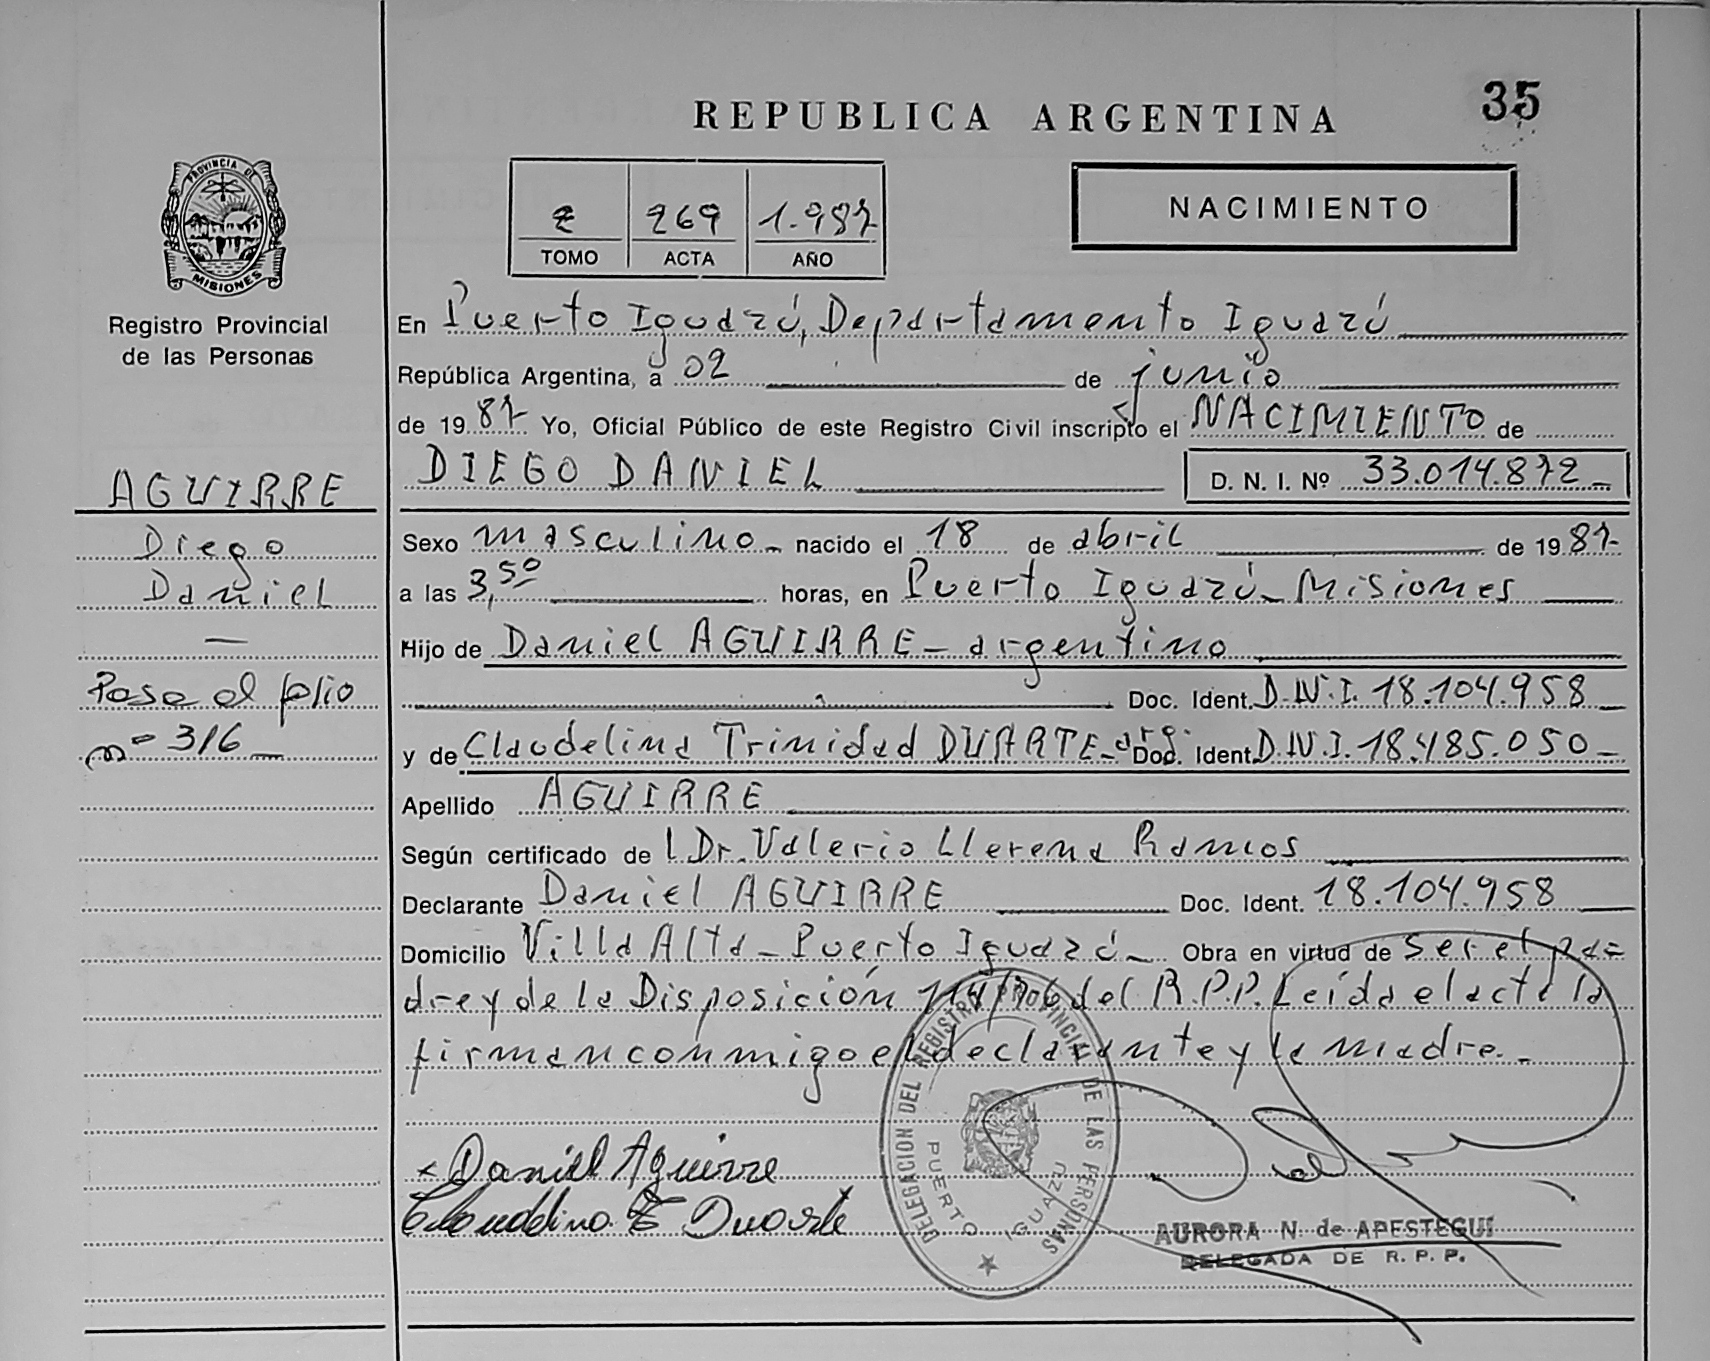 35
REPUBLICA ARGENTINA
PROVINCIA DE
MISIONES
Registro Provincial
de las Personas
2 269 1.987
TOMO ACTA AÑO
NACIMIENTO
En Puerto Iguazú, Departamento Iguazú
República Argentina, a 02 de junio
de 1987 Yo, Oficial Público de este Registro Civil inscripto el NACIMIENTO de
DIEGO DANIEL D. N. I. Nº 33.014.872
AGUIRRE
Diego
Daniel
—
Pase al folio
nº 316
Sexo masculino nacido el 18 de abril de 1987
a las 3,50 horas, en Puerto Iguazú - Misiones
Hijo de Daniel AGUIRRE - argentino
Doc. Ident. D.N.I. 18.104.958
y de Claudelina Trinidad DUARTE - arg. Doc. Ident. D.N.I. 18.485.050
Apellido AGUIRRE
Según certificado de l Dr. Valerio Llerena Ramos
Declarante Daniel AGUIRRE Doc. Ident. 18.104.958
Domicilio Villa Alta - Puerto Iguazú - Obra en virtud de ser el pa=
dre y de la Disposición del R.P.P. Leída el acta la
firman conmigo el declarante y la madre. -
x Daniel Aguirre
Claudelina T Duarte
DELEGACION DEL REGISTRO PROVINCIAL DE LAS PERSONAS
PUERTO IGUAZU
AURORA N. de APESTEGUI
DELEGADA DE R. P. P.